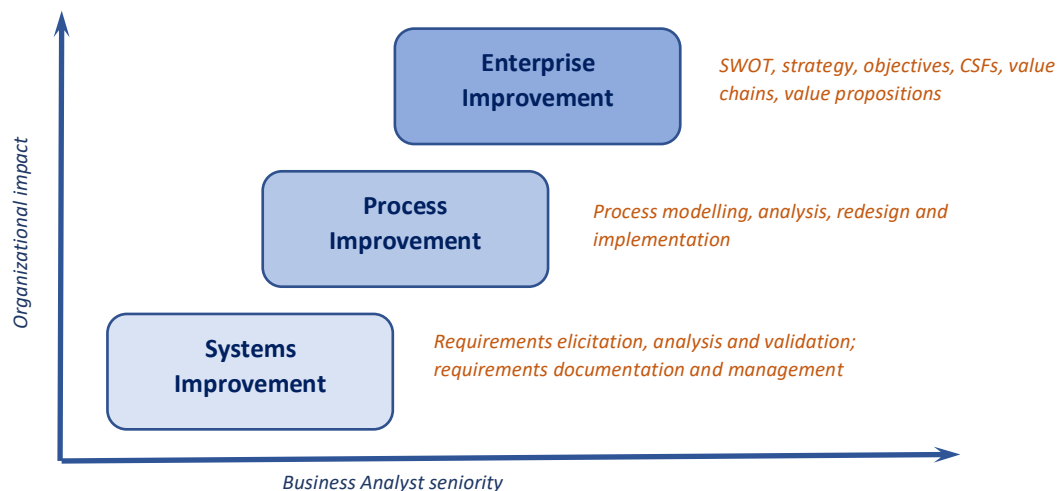 Enterprise
Improvement
SWOT, strategy, objectives, CSFs, value
chains, value propositions
Process
Improvement
Process modelling, analysis, redesign and
implementation
Organizational impact
Systems
Improvement
Requirements elicitation, analysis and validation;
requirements documentation and management
Business Analyst seniority